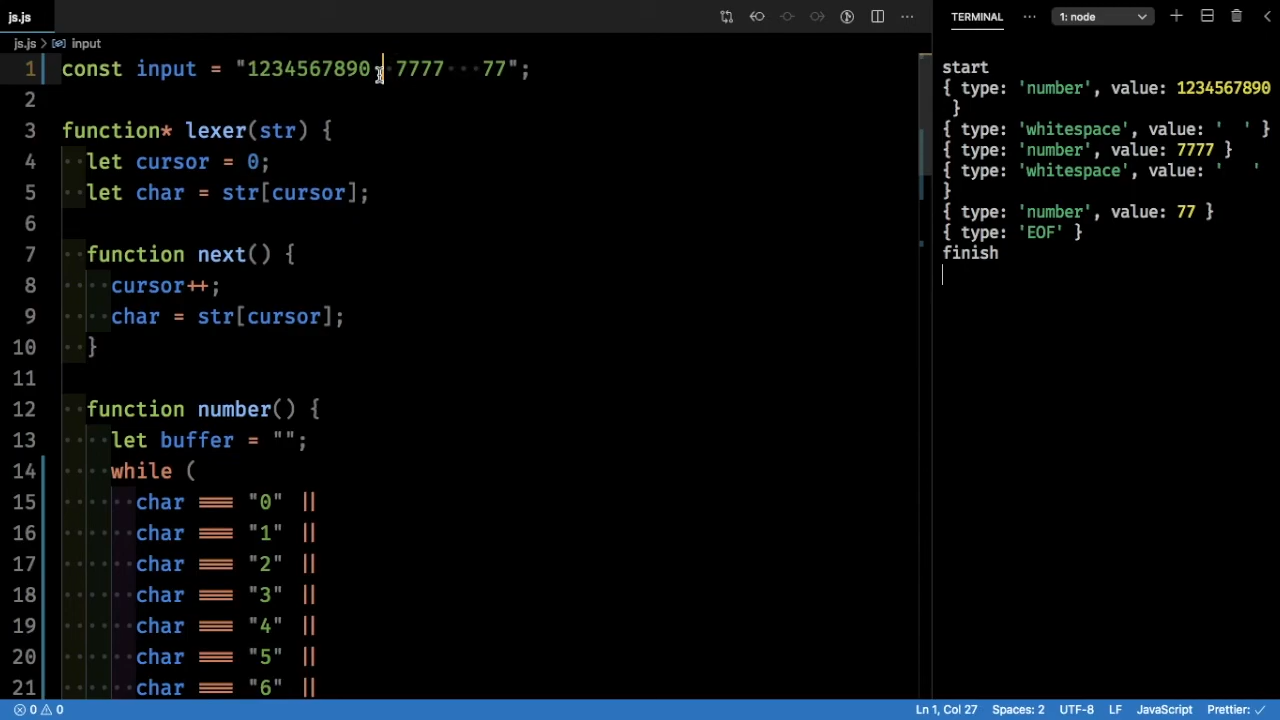 js.js
TERMINAL
1: node
js.js > input
1 const input = "1234567890  7777   77";
2
3 function* lexer(str) {
4 let cursor = 0;
5 let char = str[cursor];
6
7 function next() {
8 cursor++;
9 char = str[cursor];
10 }
11
12 function number() {
13 let buffer = "";
14 while (
15 char === "0" ||
16 char === "1" ||
17 char === "2" ||
18 char === "3" ||
19 char === "4" ||
20 char === "5" ||
21 char === "6" ||
start
{ type: 'number', value: 1234567890
}
{ type: 'whitespace', value: '  ' }
{ type: 'number', value: 7777 }
{ type: 'whitespace', value: '   '
}
{ type: 'number', value: 77 }
{ type: 'EOF' }
finish
0 0
Ln 1, Col 27
Spaces: 2
UTF-8
LF
JavaScript
Prettier: ✓